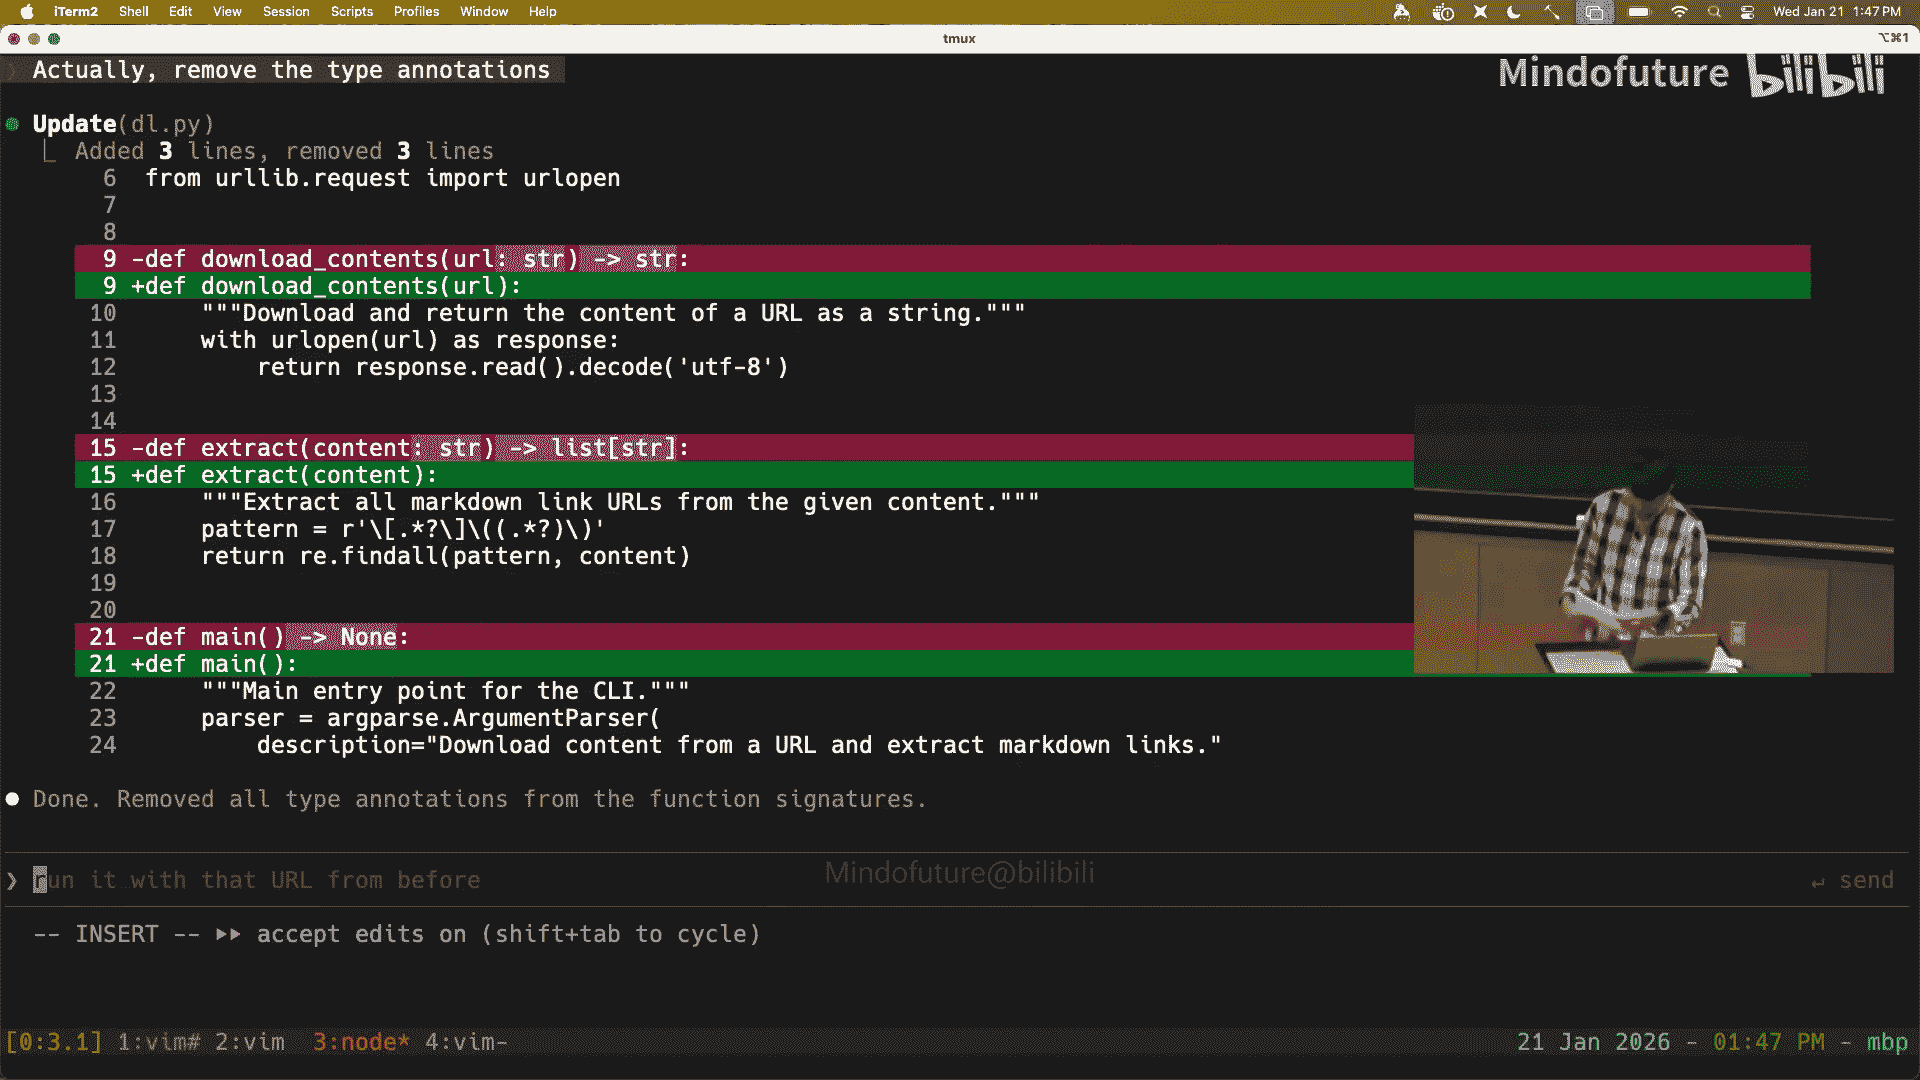 iTerm2 Shell Edit View Session Scripts Profiles Window Help Wed Jan 21 1:47 PM
tmux ⌥⌘1
❯ Actually, remove the type annotations
Mindofuture bilibili
● Update(dl.py)
⎿ Added 3 lines, removed 3 lines
6 from urllib.request import urlopen
7
8
9 -def download_contents(url: str) -> str:
9 +def download_contents(url):
10 """Download and return the content of a URL as a string."""
11 with urlopen(url) as response:
12 return response.read().decode('utf-8')
13
14
15 -def extract(content: str) -> list[str]:
15 +def extract(content):
16 """Extract all markdown link URLs from the given content."""
17 pattern = r'\[.*?\]\((.*?)\)'
18 return re.findall(pattern, content)
19
20
21 -def main() -> None:
21 +def main():
22 """Main entry point for the CLI."""
23 parser = argparse.ArgumentParser(
24 description="Download content from a URL and extract markdown links."
● Done. Removed all type annotations from the function signatures.
Mindofuture@bilibili
❯ run it with that URL from before ↵ send
-- INSERT -- ⏵⏵ accept edits on (shift+tab to cycle)
[0:3.1] 1:vim# 2:vim 3:node* 4:vim- 21 Jan 2026 - 01:47 PM - mbp